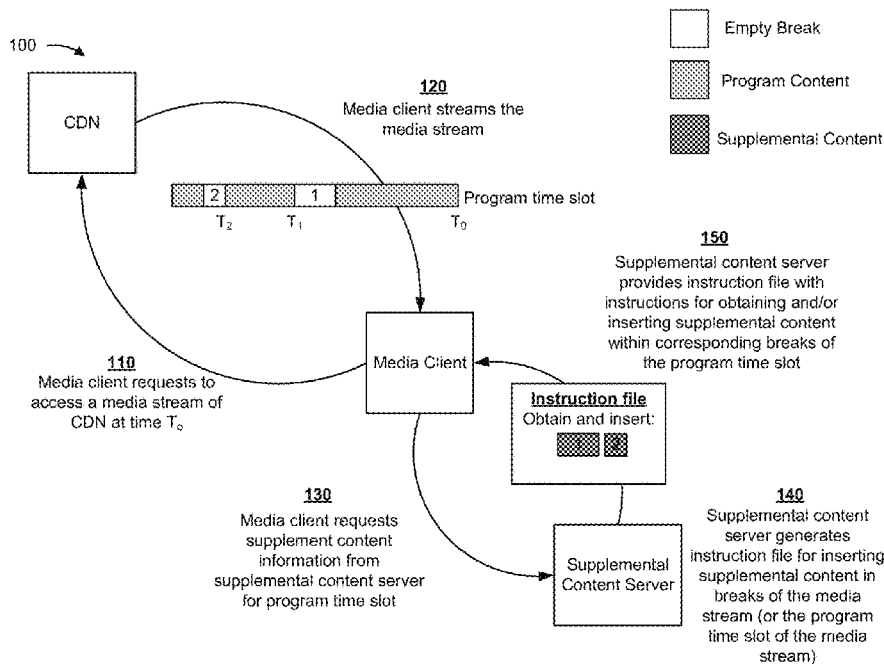 100
CDN
120
Media client streams the
media stream
Empty Break
Program Content
Supplemental Content
2
1
Program time slot
T2
T1
T0
150
Supplemental content server
provides instruction file with
instructions for obtaining and/or
inserting supplemental content
within corresponding breaks of
the program time slot
Media Client
110
Media client requests to
access a media stream of
CDN at time T0
Instruction file
Obtain and insert:
1
2
130
Media client requests
supplement content
information from
supplemental content server
for program time slot
Supplemental
Content Server
140
Supplemental content
server generates
instruction file for inserting
supplemental content in
breaks of the media
stream (or the program
time slot of the media
stream)